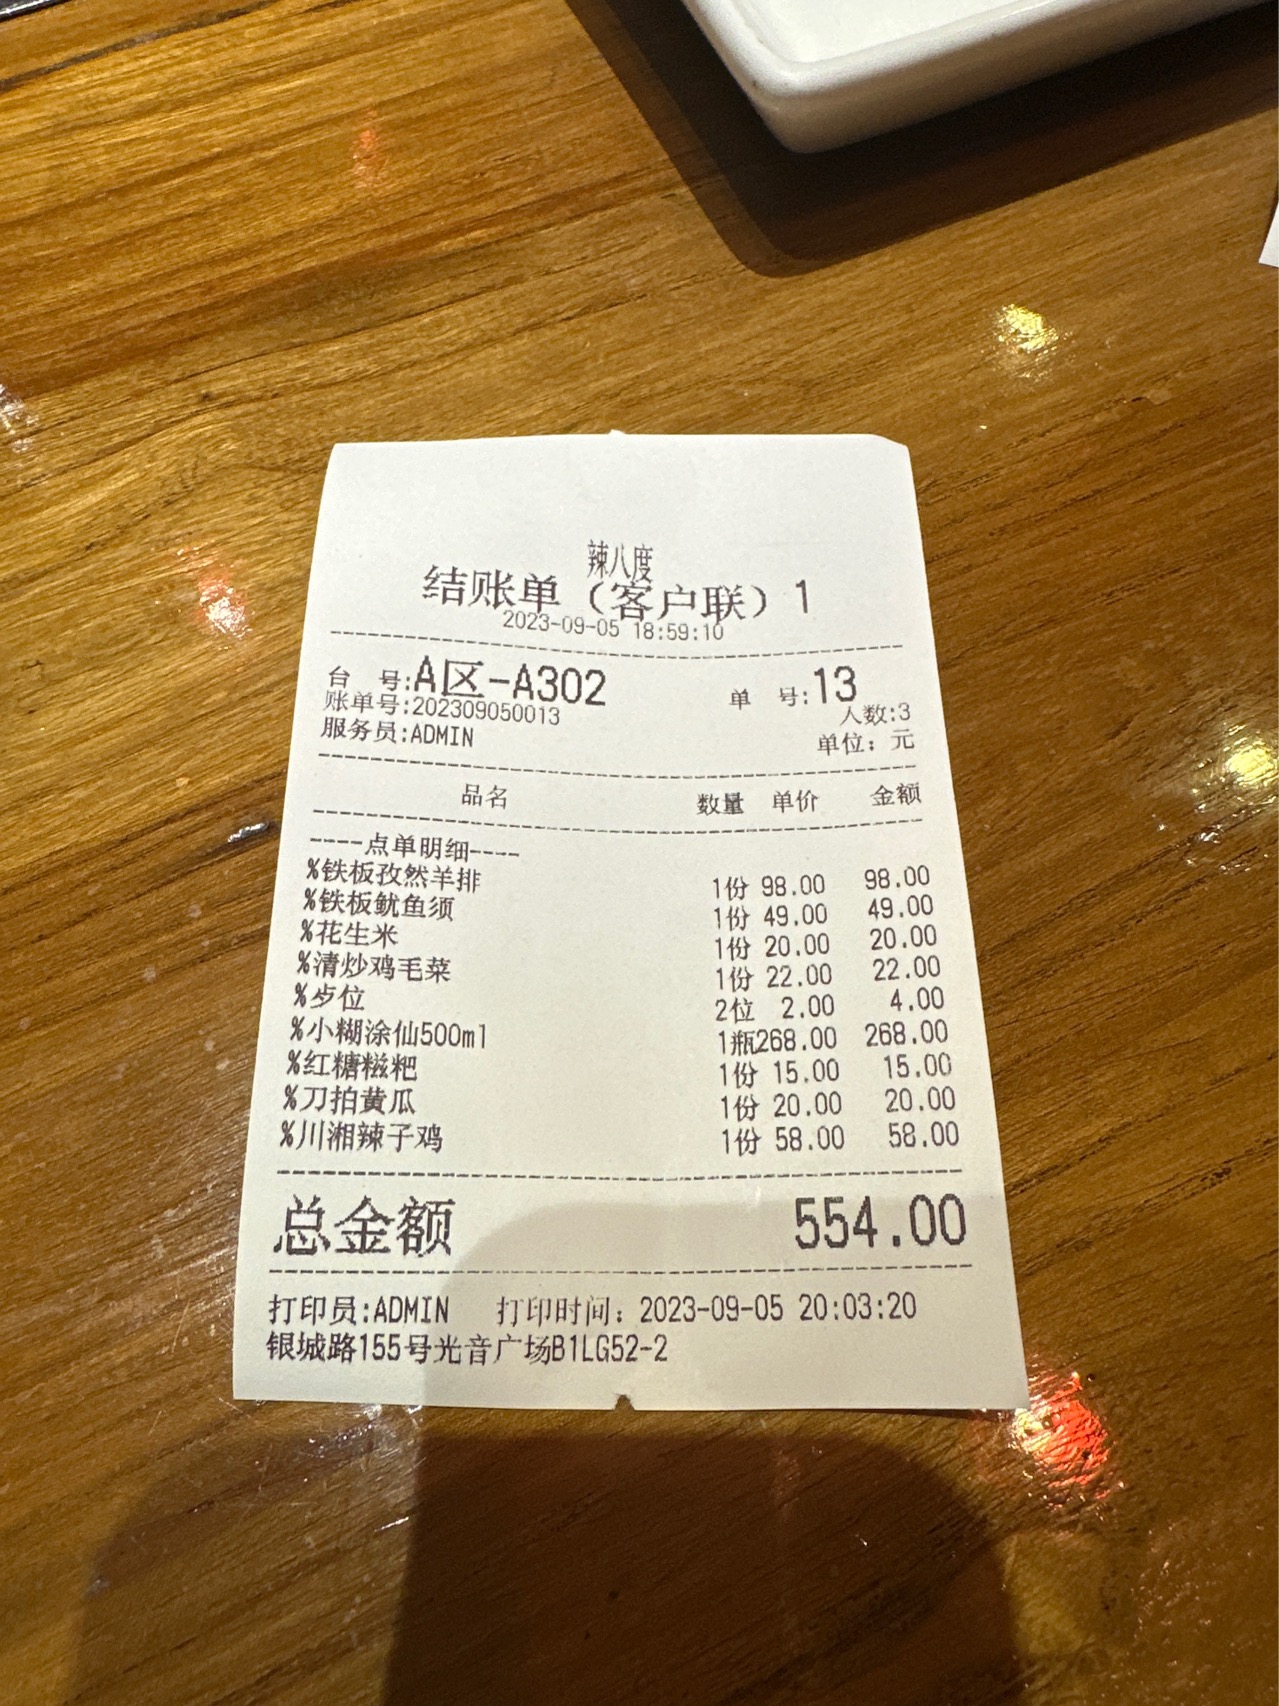 辣八度
结账单（客户联）1
2023-09-05 18:59:10
台 号:A区-A302 单 号:13
账单号:202309050013 人数:3
服务员:ADMIN 单位：元
品名 数量 单价 金额
----点单明细----
%铁板孜然羊排 1份 98.00 98.00
%铁板鱿鱼须 1份 49.00 49.00
%花生米 1份 20.00 20.00
%清炒鸡毛菜 1份 22.00 22.00
%歺位 2位 2.00 4.00
%小糊涂仙500ml 1瓶268.00 268.00
%红糖糍粑 1份 15.00 15.00
%刀拍黄瓜 1份 20.00 20.00
%川湘辣子鸡 1份 58.00 58.00
总金额 554.00
打印员:ADMIN 打印时间：2023-09-05 20:03:20
银城路155号光音广场B1LG52-2